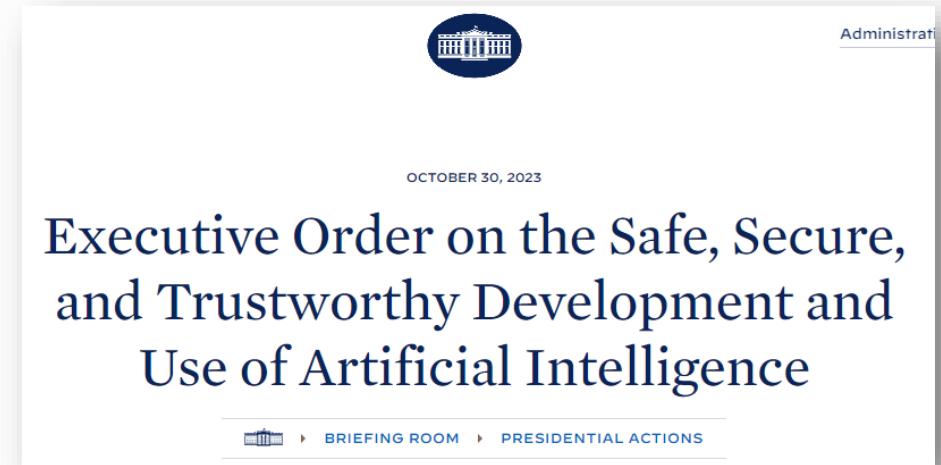 Administrati
OCTOBER 30, 2023
Executive Order on the Safe, Secure,
and Trustworthy Development and
Use of Artificial Intelligence
BRIEFING ROOM PRESIDENTIAL ACTIONS